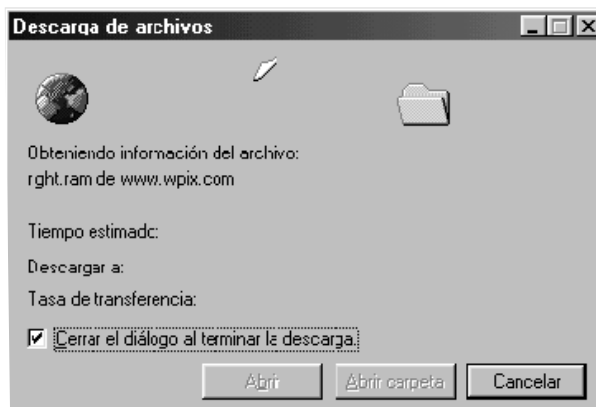 Descarga de archivos
Obteniendo información del archivo:
rght.ram de www.wpix.com
Tiempo estimado:
Descargar a:
Tasa de transferencia:
Cerrar el diálogo al terminar la descarga.
Abrir
Abrir carpeta
Cancelar